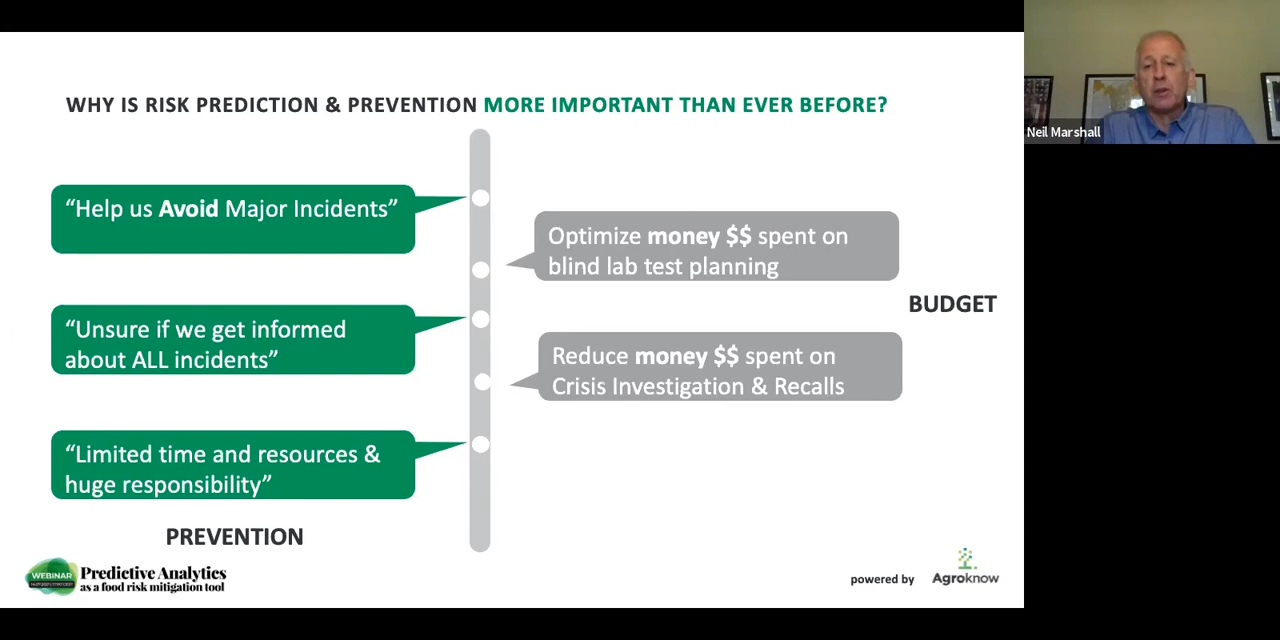 WHY IS RISK PREDICTION & PREVENTION MORE IMPORTANT THAN EVER BEFORE?
Neil Marshall
“Help us Avoid Major Incidents”
Optimize money $$ spent on
blind lab test planning
BUDGET
“Unsure if we get informed
about ALL incidents”
Reduce money $$ spent on
Crisis Investigation & Recalls
“Limited time and resources &
huge responsibility”
PREVENTION
WEBINAR
Predictive Analytics
as a food risk mitigation tool
powered by
Agroknow